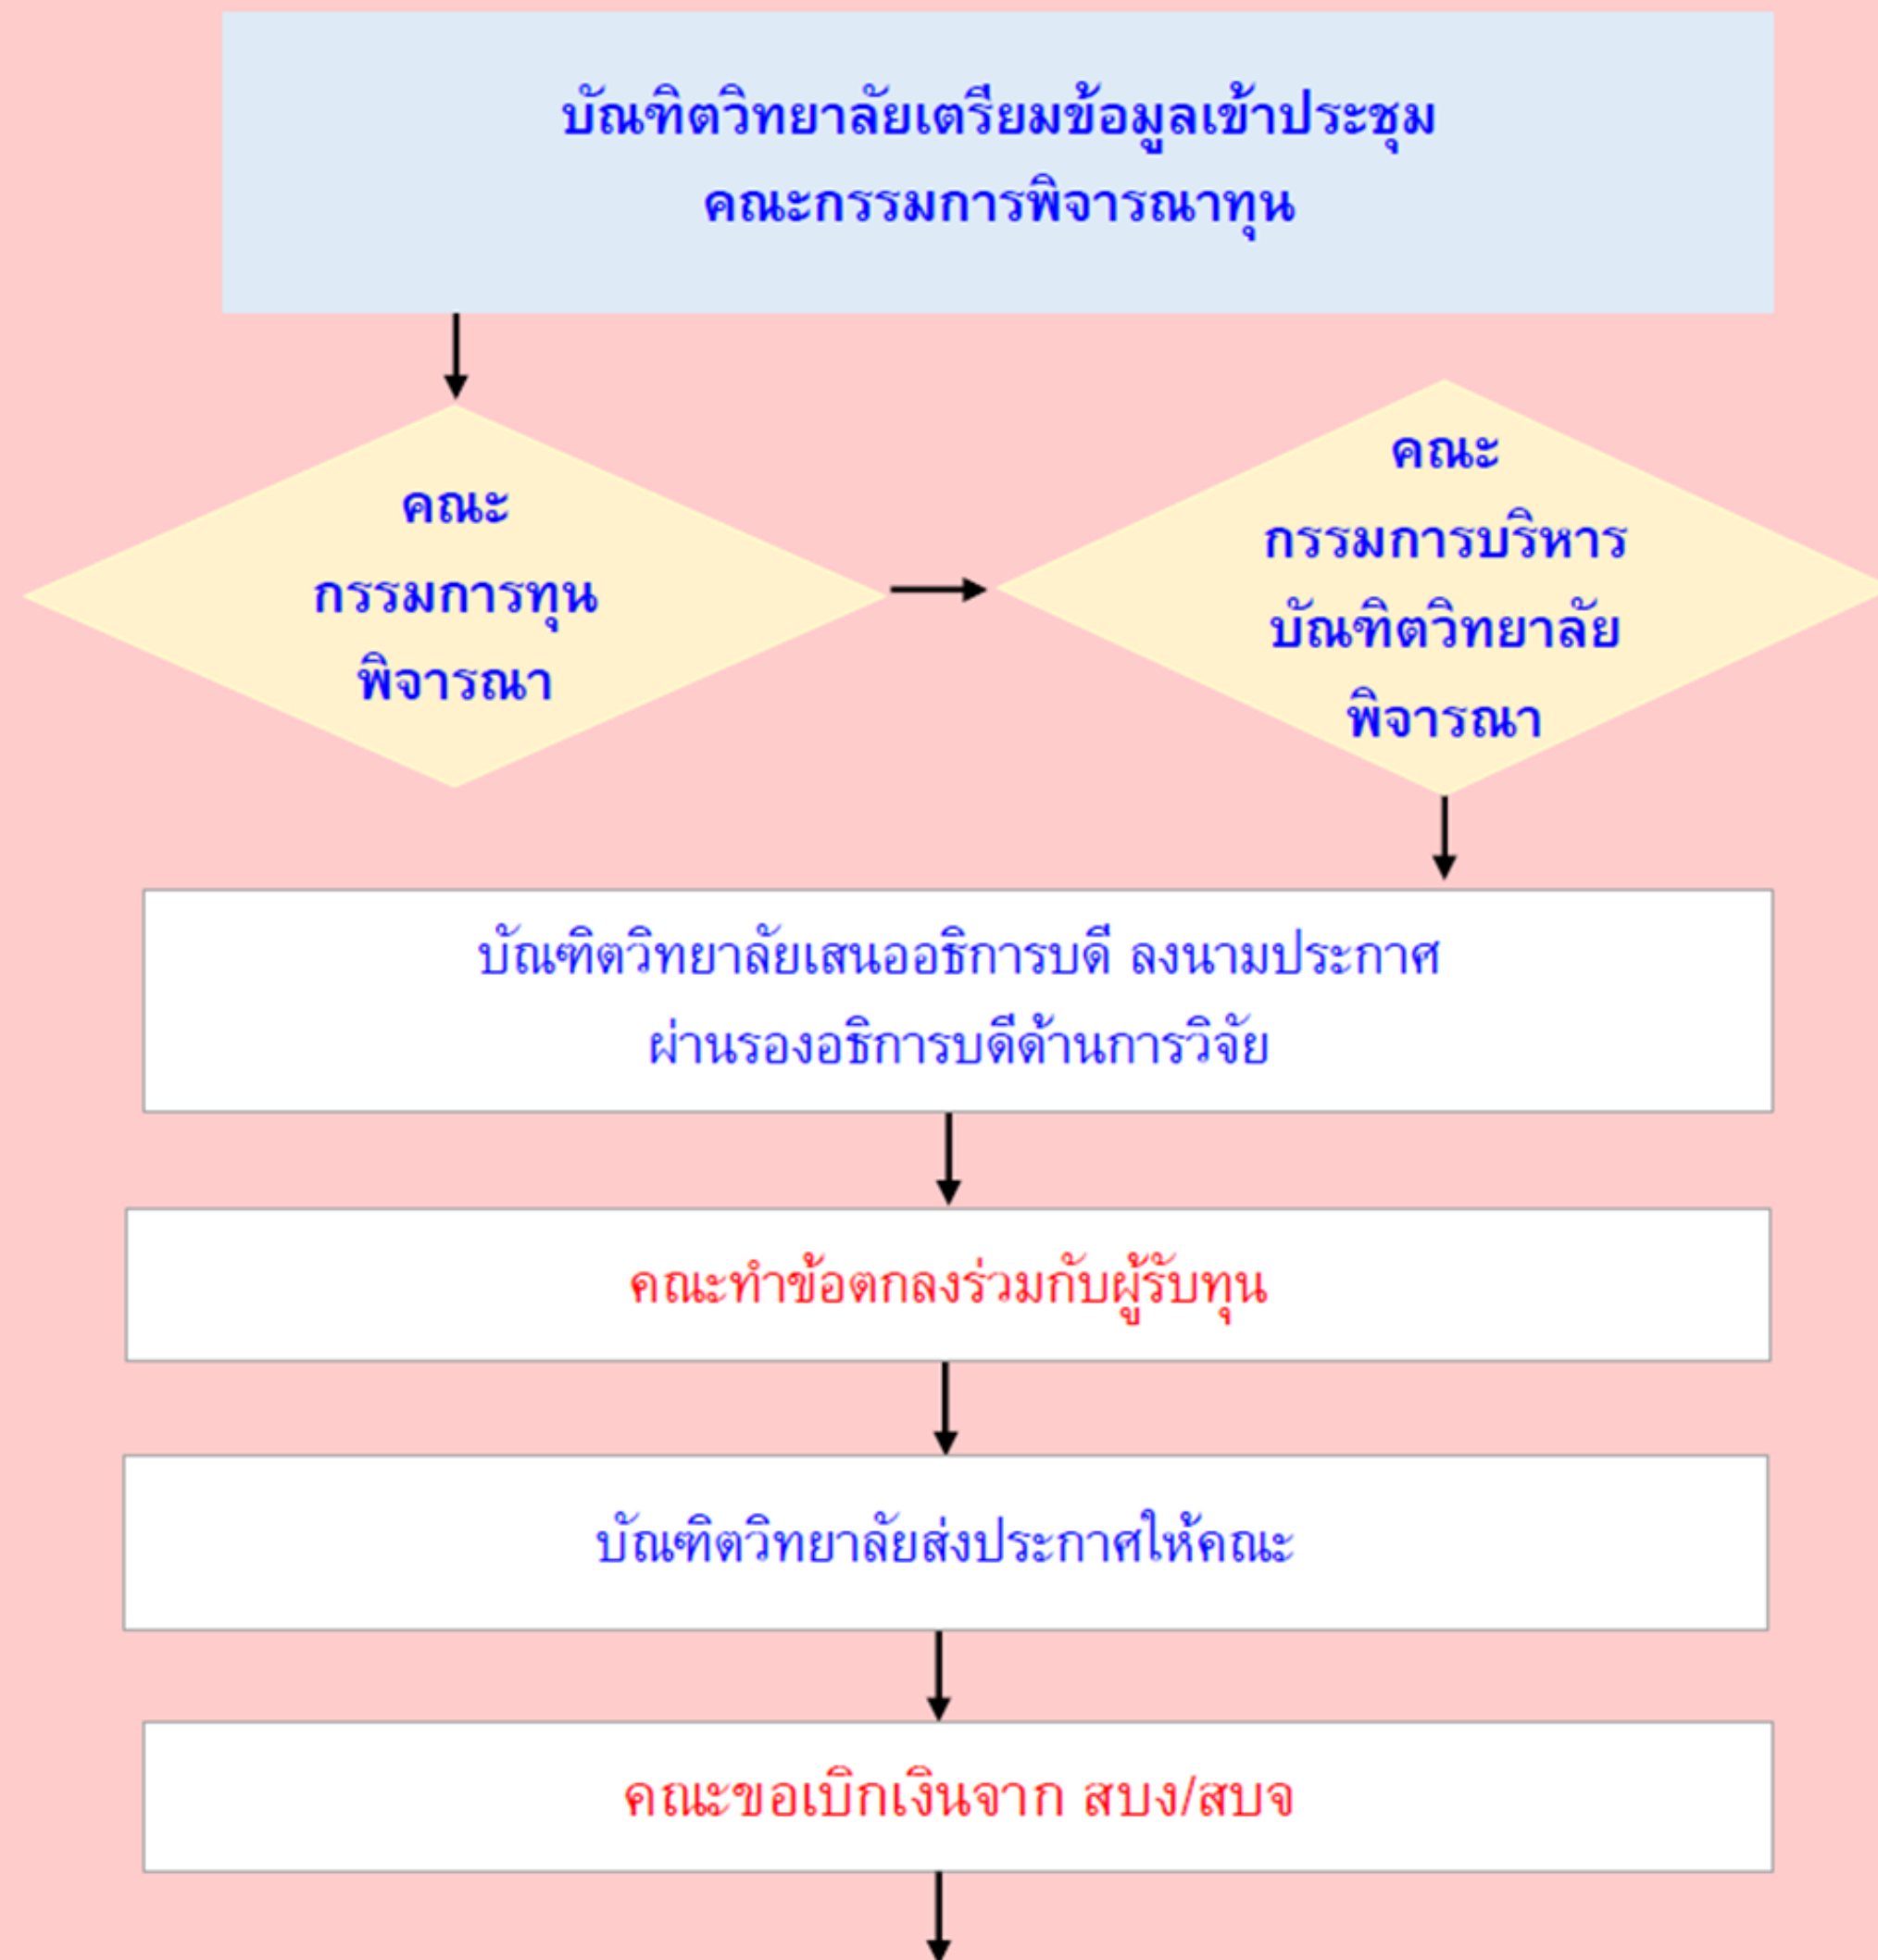 บัณฑิตวิทยาลัยเตรียมข้อมูลเข้าประชุม
คณะกรรมการพิจารณาทุน
คณะ
กรรมการทุน
พิจารณา
คณะ
กรรมการบริหาร
บัณฑิตวิทยาลัย
พิจารณา
บัณฑิตวิทยาลัยเสนออธิการบดี ลงนามประกาศ
ผ่านรองอธิการบดีด้านการวิจัย
คณะทำข้อตกลงร่วมกับผู้รับทุน
บัณฑิตวิทยาลัยส่งประกาศให้คณะ
คณะขอเบิกเงินจาก สบง/สบจ